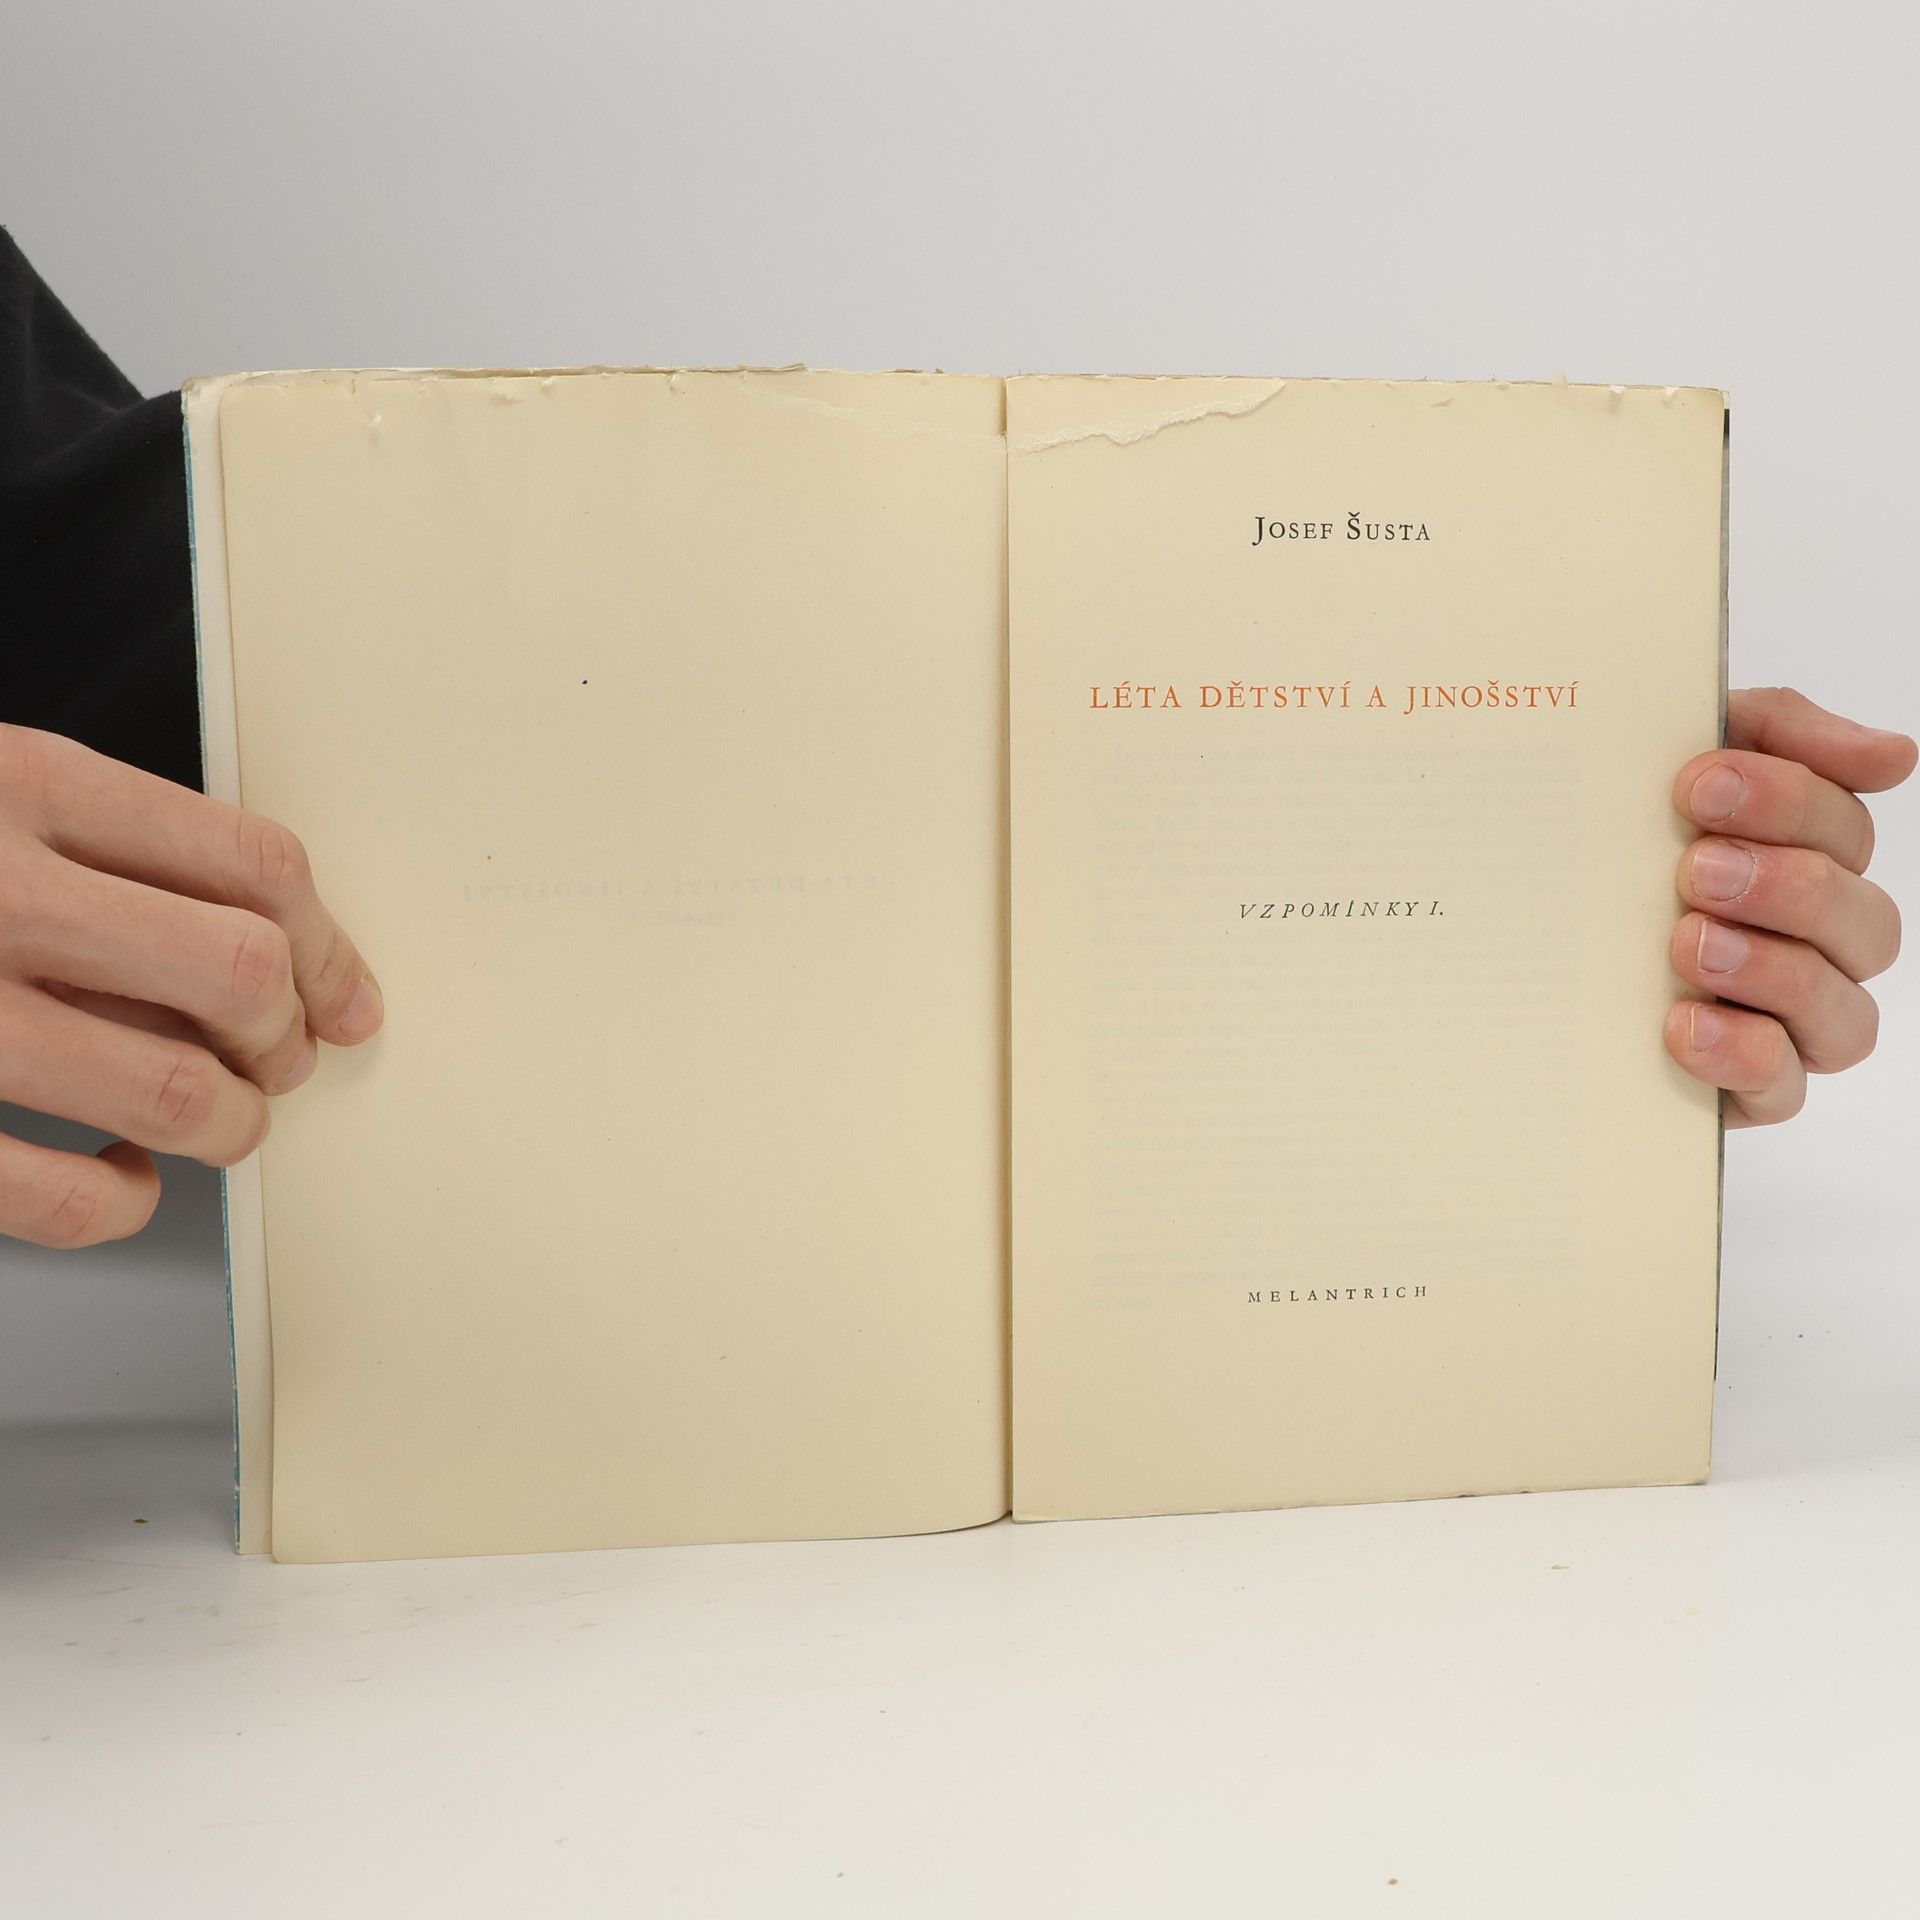 Josef Šusta
LÉTA DĚTSTVÍ A JINOŠSTVÍ
VZPOMÍNKY I.
MELANTRICH